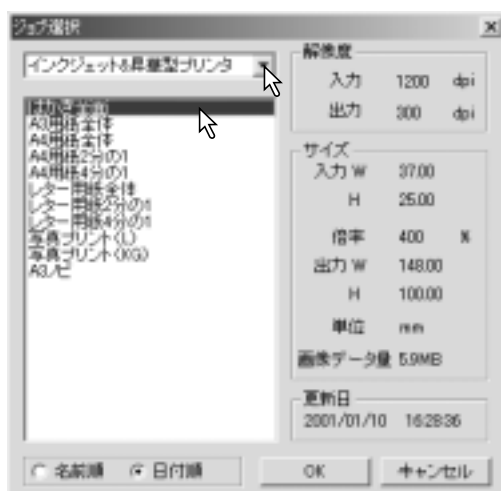 ジョブ選択
インクジェット&昇華型プリンタ
A3用紙全体
A4用紙全体
A4用紙2分の1
A4用紙4分の1
レター用紙全体
レター用紙2分の1
レター用紙4分の1
写真プリント(L)
写真プリント(KG)
A3ノビ
名前順 日付順
解像度
入力 1200 dpi
出力 300 dpi
サイズ
入力 W 37.00
H 25.00
倍率 400 %
出力 W 148.00
H 100.00
単位 mm
画像データ量 5.9MB
更新日
2001/01/10 16:28:36
OK キャンセル